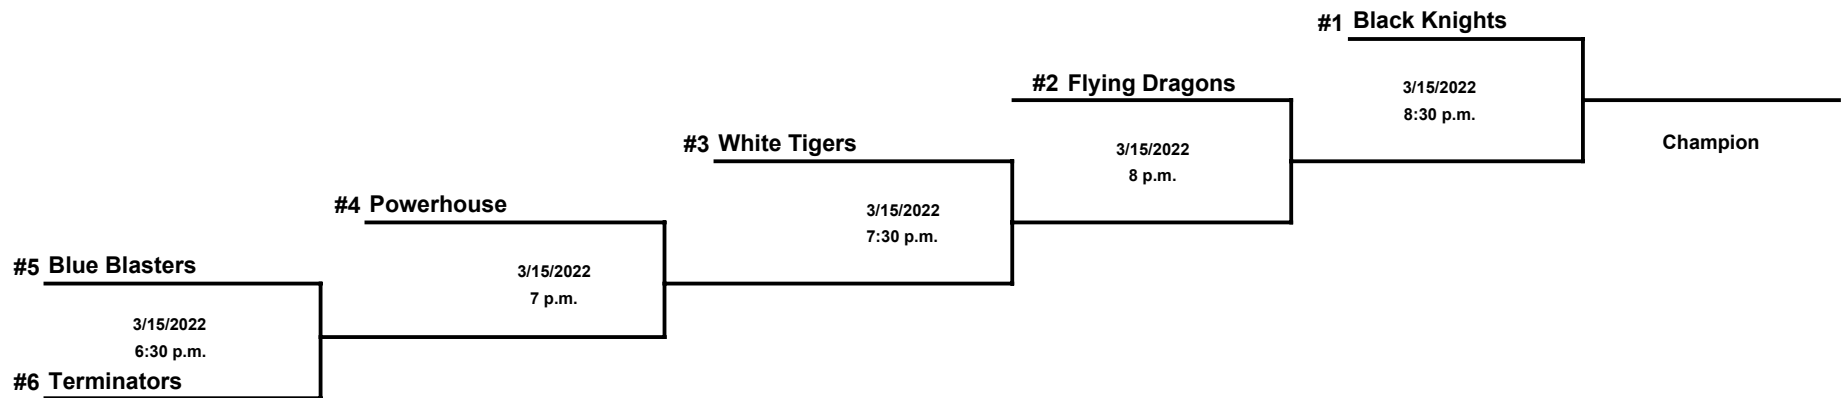 #1 Black Knights
3/15/2022
8:30 p.m.
Champion
#2 Flying Dragons
3/15/2022
8 p.m.
#3 White Tigers
3/15/2022
7:30 p.m.
#4 Powerhouse
3/15/2022
7 p.m.
#5 Blue Blasters
3/15/2022
6:30 p.m.
#6 Terminators